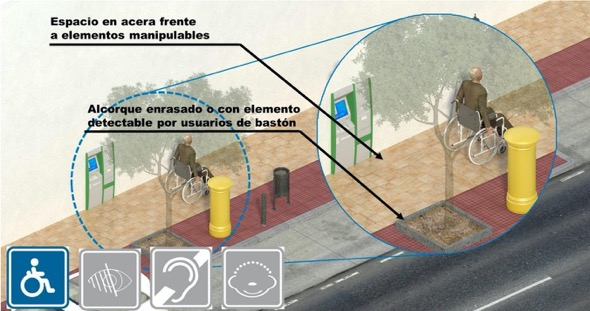 Espacio en acera frente
a elementos manipulables
Alcorque enrasado o con elemento
detectable por usuarios de bastón